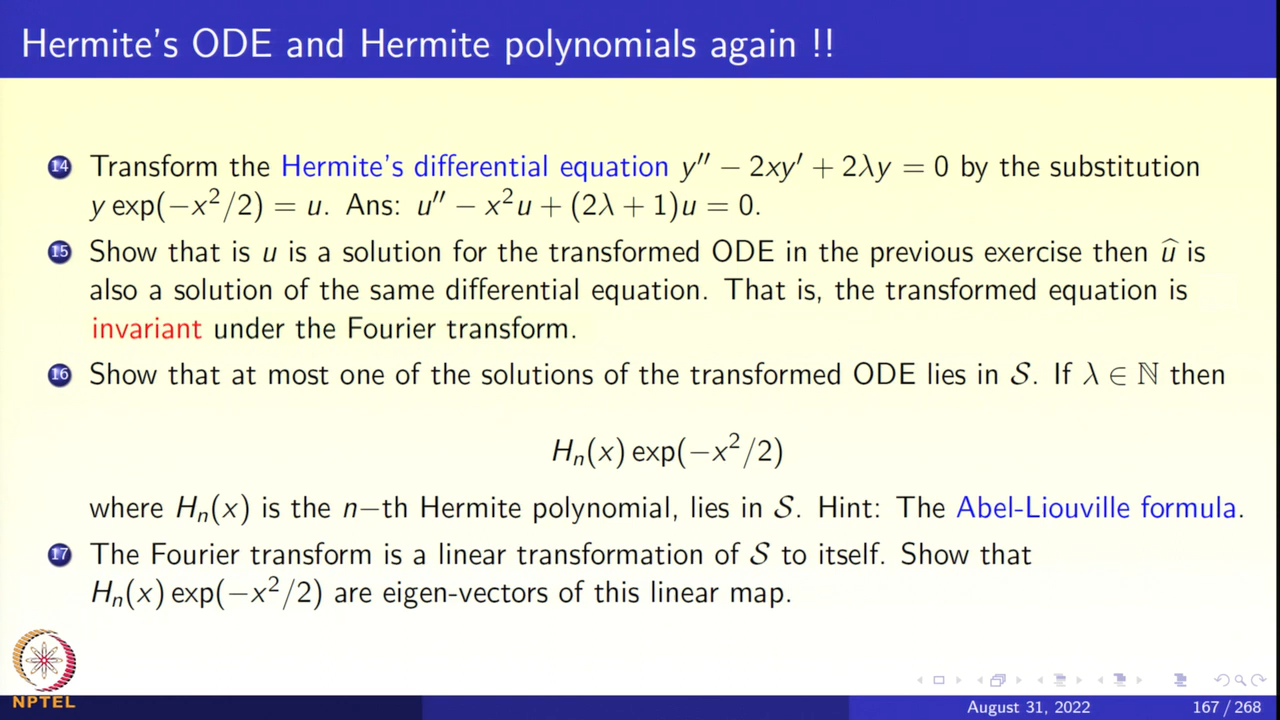 Hermite's ODE and Hermite polynomials again !!
14 Transform the Hermite's differential equation y′′ − 2xy′ + 2λy = 0 by the substitution
y exp(−x²/2) = u. Ans: u′′ − x²u + (2λ + 1)u = 0.
15 Show that is u is a solution for the transformed ODE in the previous exercise then û is
also a solution of the same differential equation. That is, the transformed equation is
invariant under the Fourier transform.
16 Show that at most one of the solutions of the transformed ODE lies in 𝒮. If λ ∈ ℕ then
Hₙ(x) exp(−x²/2)
where Hₙ(x) is the n−th Hermite polynomial, lies in 𝒮. Hint: The Abel-Liouville formula.
17 The Fourier transform is a linear transformation of 𝒮 to itself. Show that
Hₙ(x) exp(−x²/2) are eigen-vectors of this linear map.
NPTEL
August 31, 2022 167 / 268